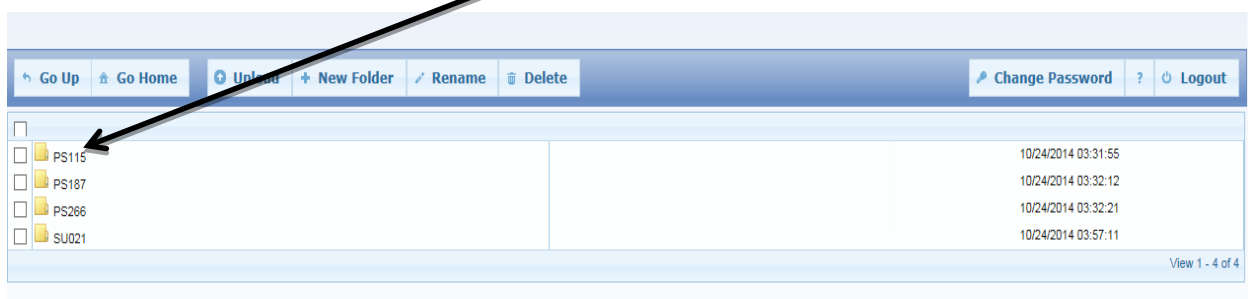 Go Up Go Home Upload + New Folder Rename Delete Change Password ? Logout
PS115 10/24/2014 03:31:55
PS187 10/24/2014 03:32:12
PS266 10/24/2014 03:32:21
SU021 10/24/2014 03:57:11
View 1 - 4 of 4